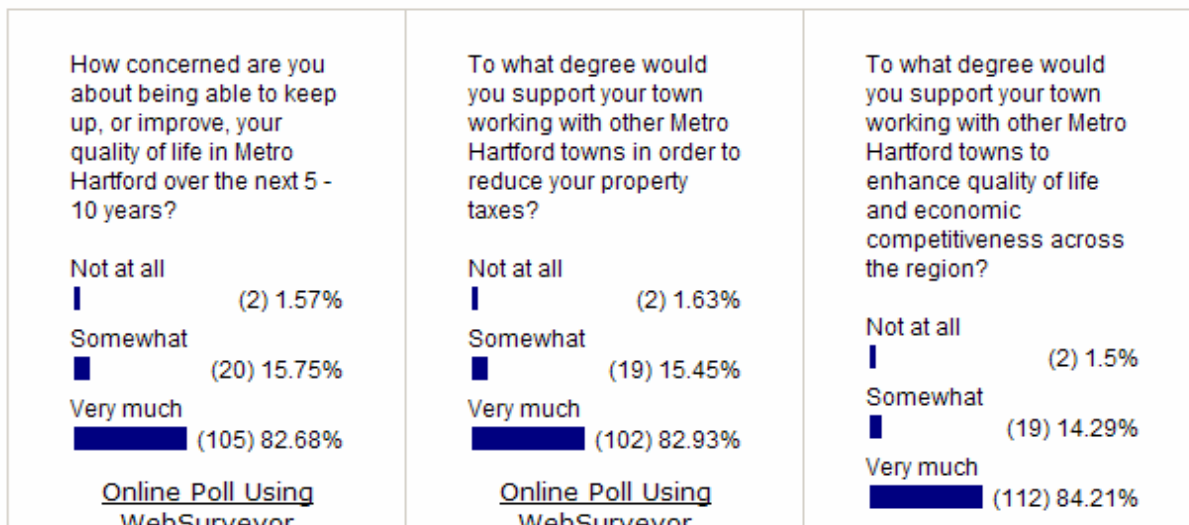 How concerned are you
about being able to keep
up, or improve, your
quality of life in Metro
Hartford over the next 5 -
10 years?
Not at all
(2) 1.57%
Somewhat
(20) 15.75%
Very much
(105) 82.68%
Online Poll Using
WebSurveyor
To what degree would
you support your town
working with other Metro
Hartford towns in order to
reduce your property
taxes?
Not at all
(2) 1.63%
Somewhat
(19) 15.45%
Very much
(102) 82.93%
Online Poll Using
WebSurveyor
To what degree would
you support your town
working with other Metro
Hartford towns to
enhance quality of life
and economic
competitiveness across
the region?
Not at all
(2) 1.5%
Somewhat
(19) 14.29%
Very much
(112) 84.21%